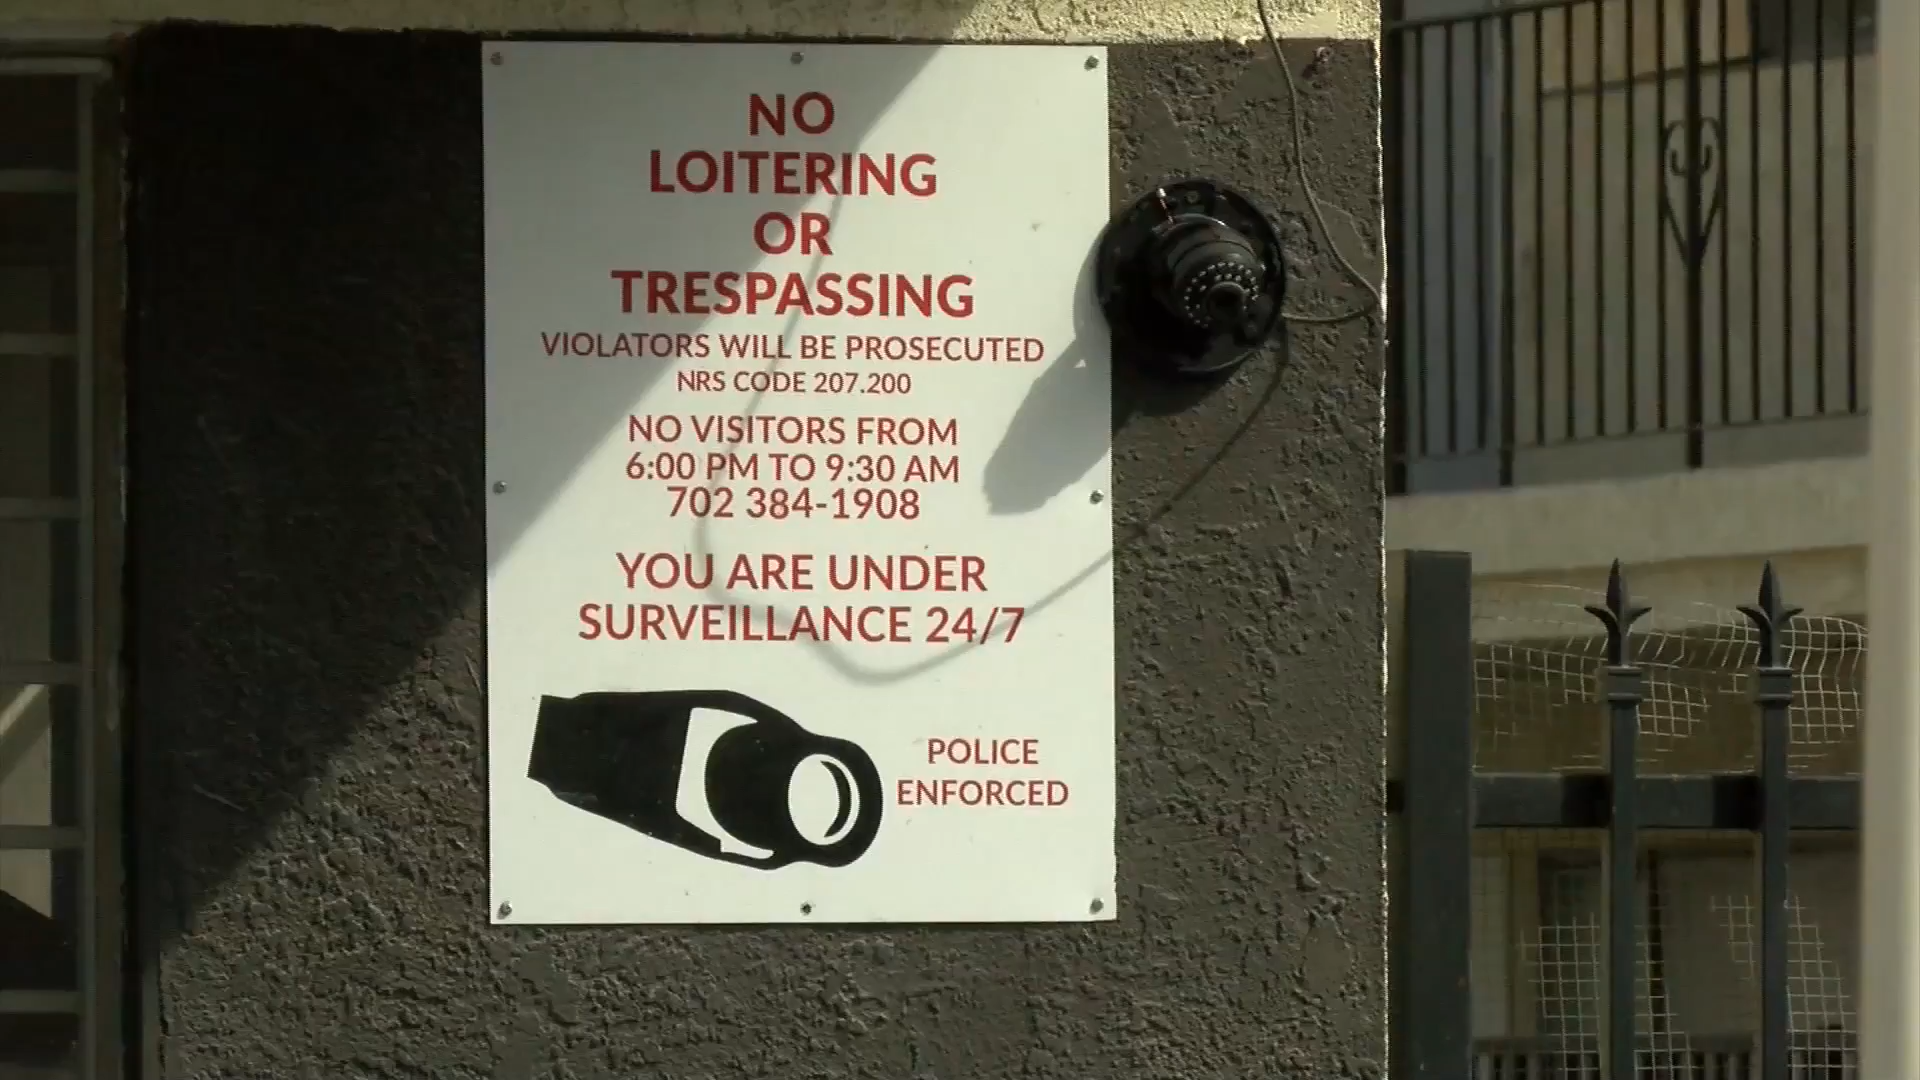 NO
LOITERING
OR
TRESPASSING
VIOLATORS WILL BE PROSECUTED
NRS CODE 207.200
NO VISITORS FROM
6:00 PM TO 9:30 AM
702 384-1908
YOU ARE UNDER
SURVEILLANCE 24/7
POLICE
ENFORCED